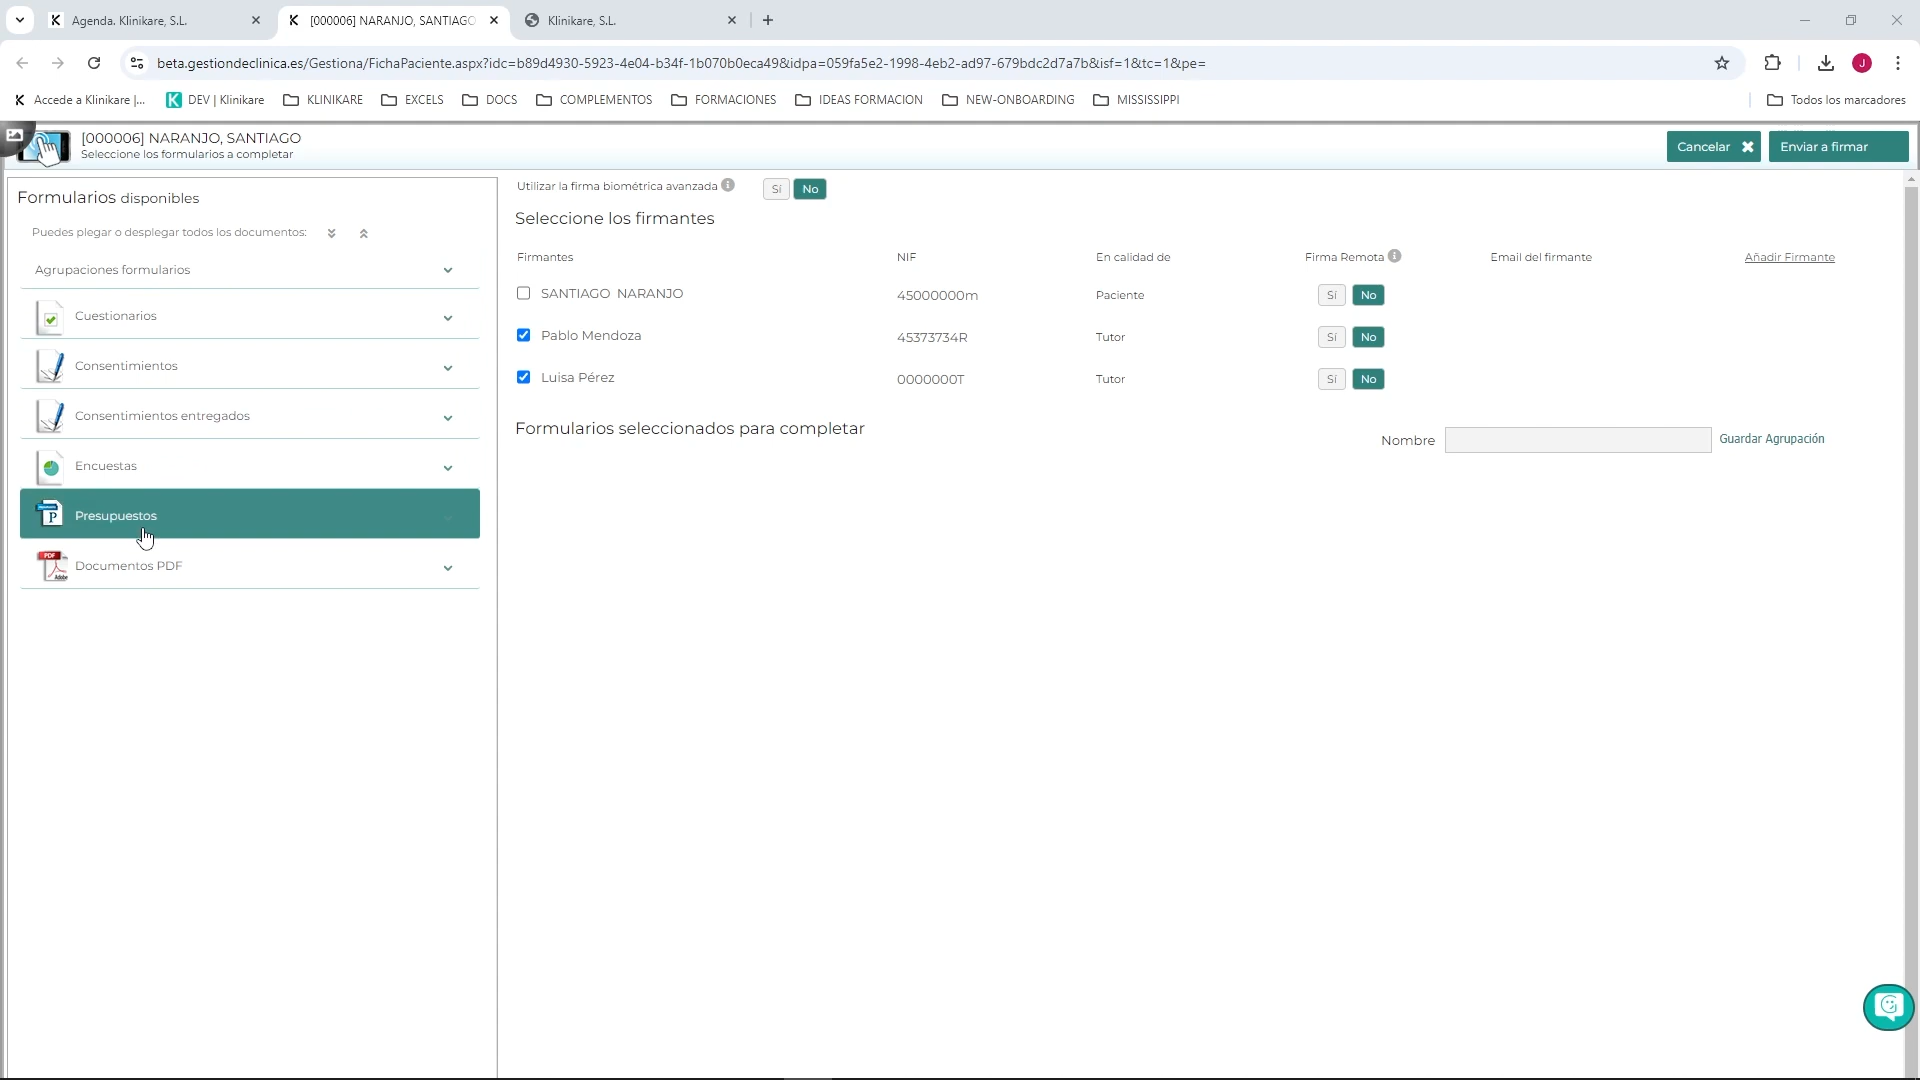 Agenda. Klinikare, S.L.
[000006] NARANJO, SANTIAGO
Klinikare, S.L.
beta.gestiondeclinica.es/Gestiona/FichaPaciente.aspx?idc=b89d4930-5923-4e04-b34f-1b070b0eca49&idpa=059fa5e2-1998-4eb2-ad97-679bdc2d7a7b&isf=1&tc=1&pe=
J
Accede a Klinikare |...
DEV | Klinikare
KLINIKARE
EXCELS
DOCS
COMPLEMENTOS
FORMACIONES
IDEAS FORMACION
NEW-ONBOARDING
MISSISSIPPI
Todos los marcadores
[000006] NARANJO, SANTIAGO
Seleccione los formularios a completar
Cancelar
Enviar a firmar
Formularios disponibles
Puedes plegar o desplegar todos los documentos:
Agrupaciones formularios
Cuestionarios
Consentimientos
Consentimientos entregados
Encuestas
Presupuestos
Documentos PDF
Utilizar la firma biométrica avanzada
Sí No
Seleccione los firmantes
Firmantes NIF En calidad de Firma Remota Email del firmante Añadir Firmante
SANTIAGO NARANJO 45000000m Paciente Sí No
Pablo Mendoza 45373734R Tutor Sí No
Luisa Pérez 0000000T Tutor Sí No
Formularios seleccionados para completar
Nombre
Guardar Agrupación